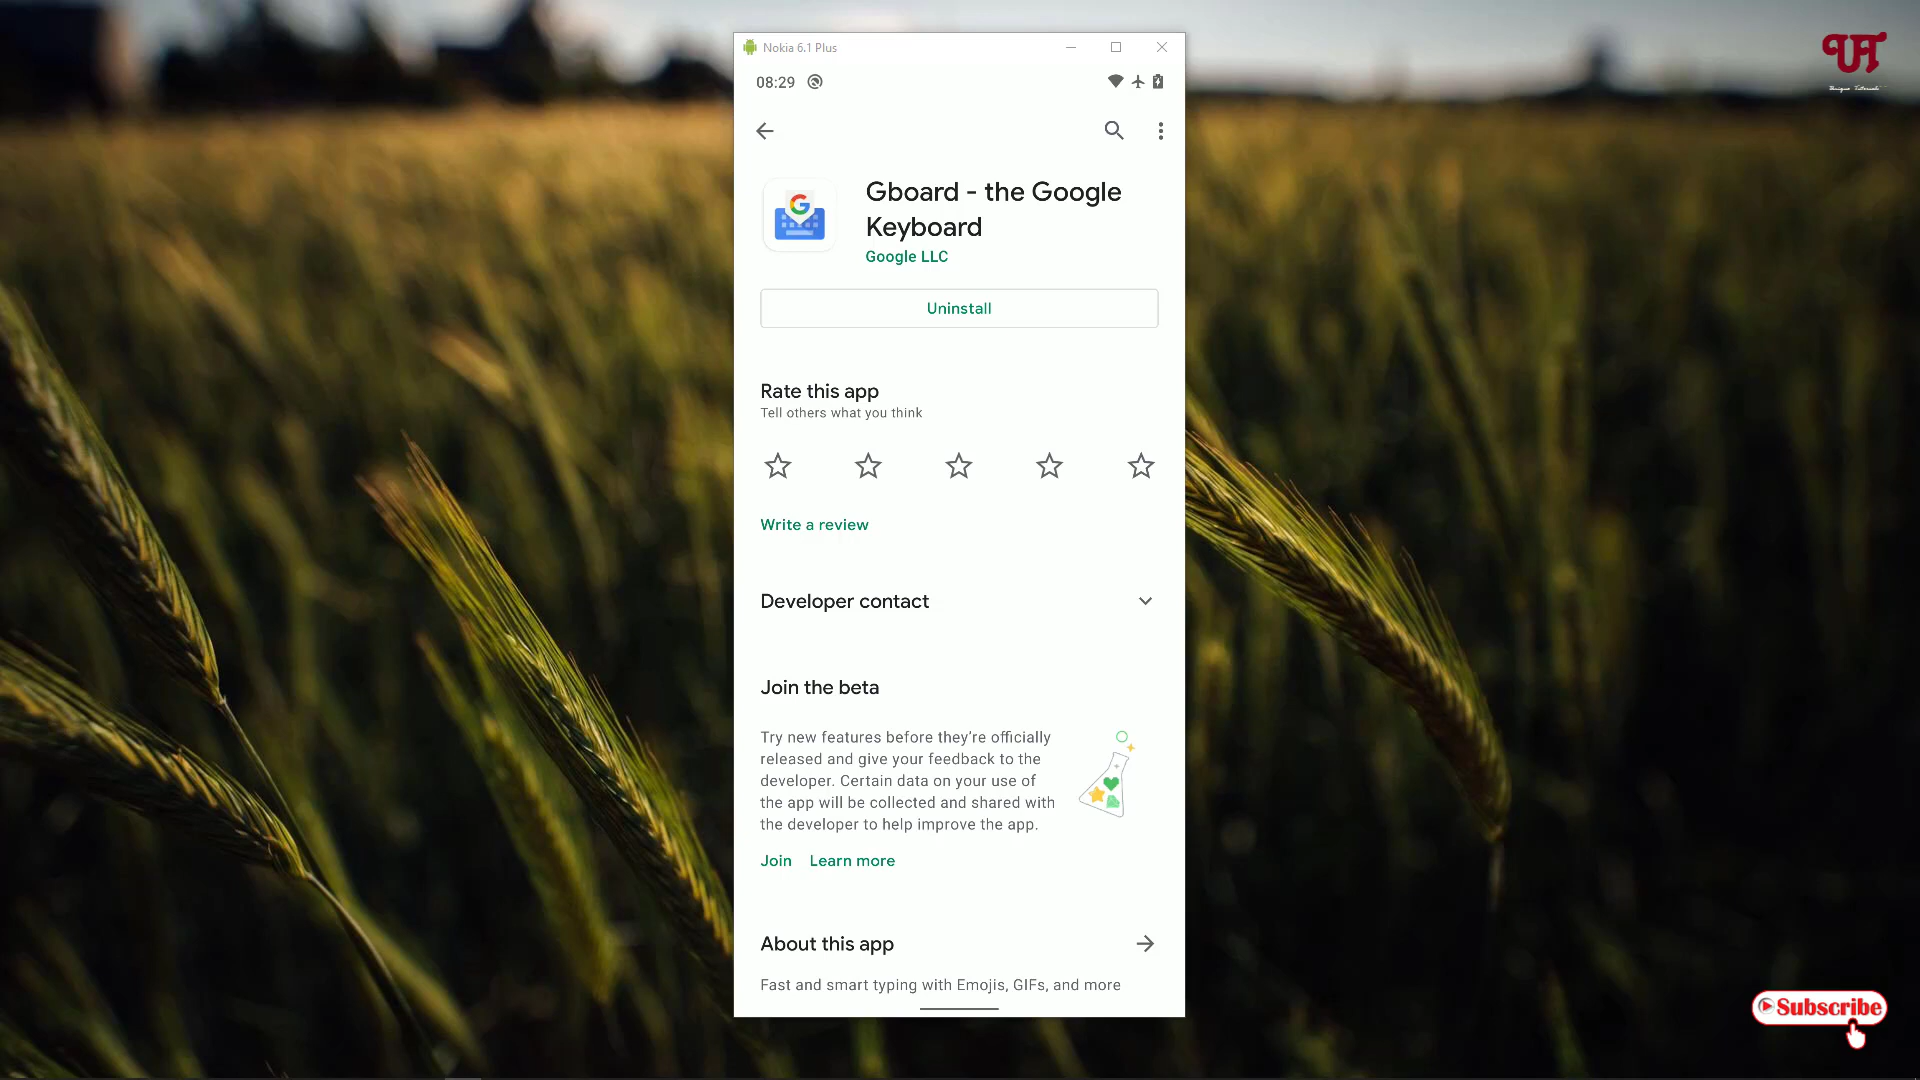 Nokia 6.1 Plus
UT
08:29
Unique Tutorials
Gboard - the Google
Keyboard
Google LLC
Uninstall
Rate this app
Tell others what you think
Write a review
Developer contact
Join the beta
Try new features before they’re officially
released and give your feedback to the
developer. Certain data on your use of
the app will be collected and shared with
the developer to help improve the app.
Join Learn more
About this app
Fast and smart typing with Emojis, GIFs, and more
Subscribe